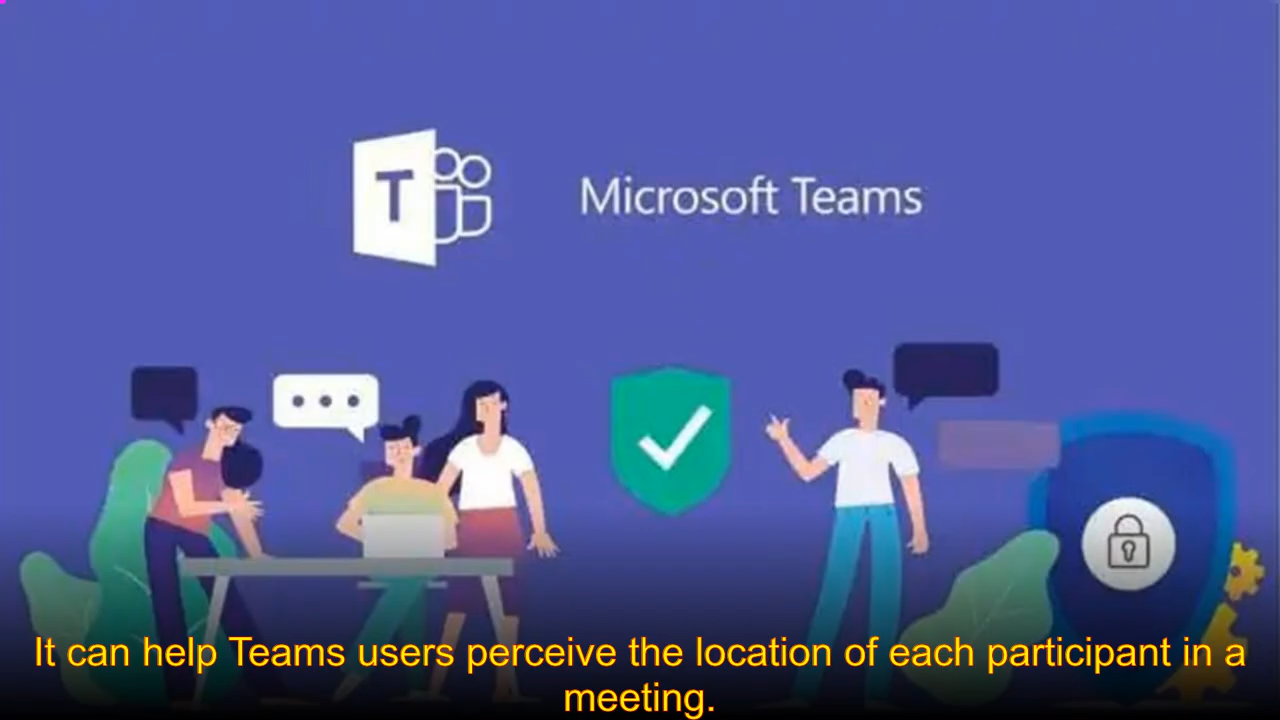 T
Microsoft Teams
It can help Teams users perceive the location of each participant in a
meeting.